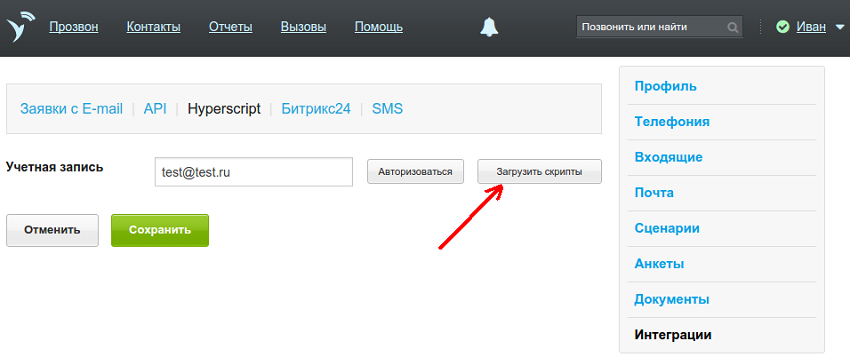 Прозвон Контакты Отчеты Вызовы Помощь Позвонить или найти Иван
Заявки с E-mail | API | Hyperscript | Битрикс24 | SMS
Учетная запись test@test.ru Авторизоваться Загрузить скрипты
Отменить Сохранить
Профиль
Телефония
Входящие
Почта
Сценарии
Анкеты
Документы
Интеграции